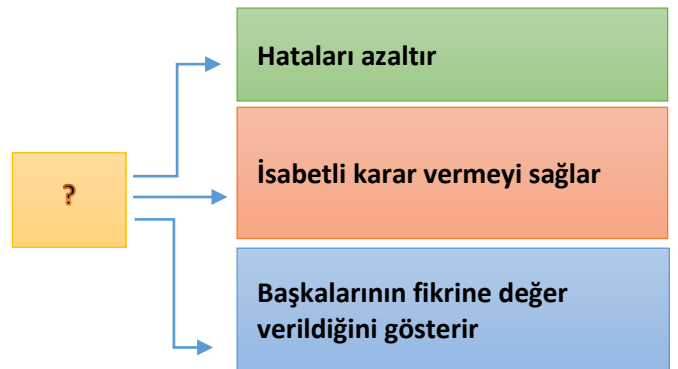 Hataları azaltır
?
İsabetli karar vermeyi sağlar
Başkalarının fikrine değer
verildiğini gösterir